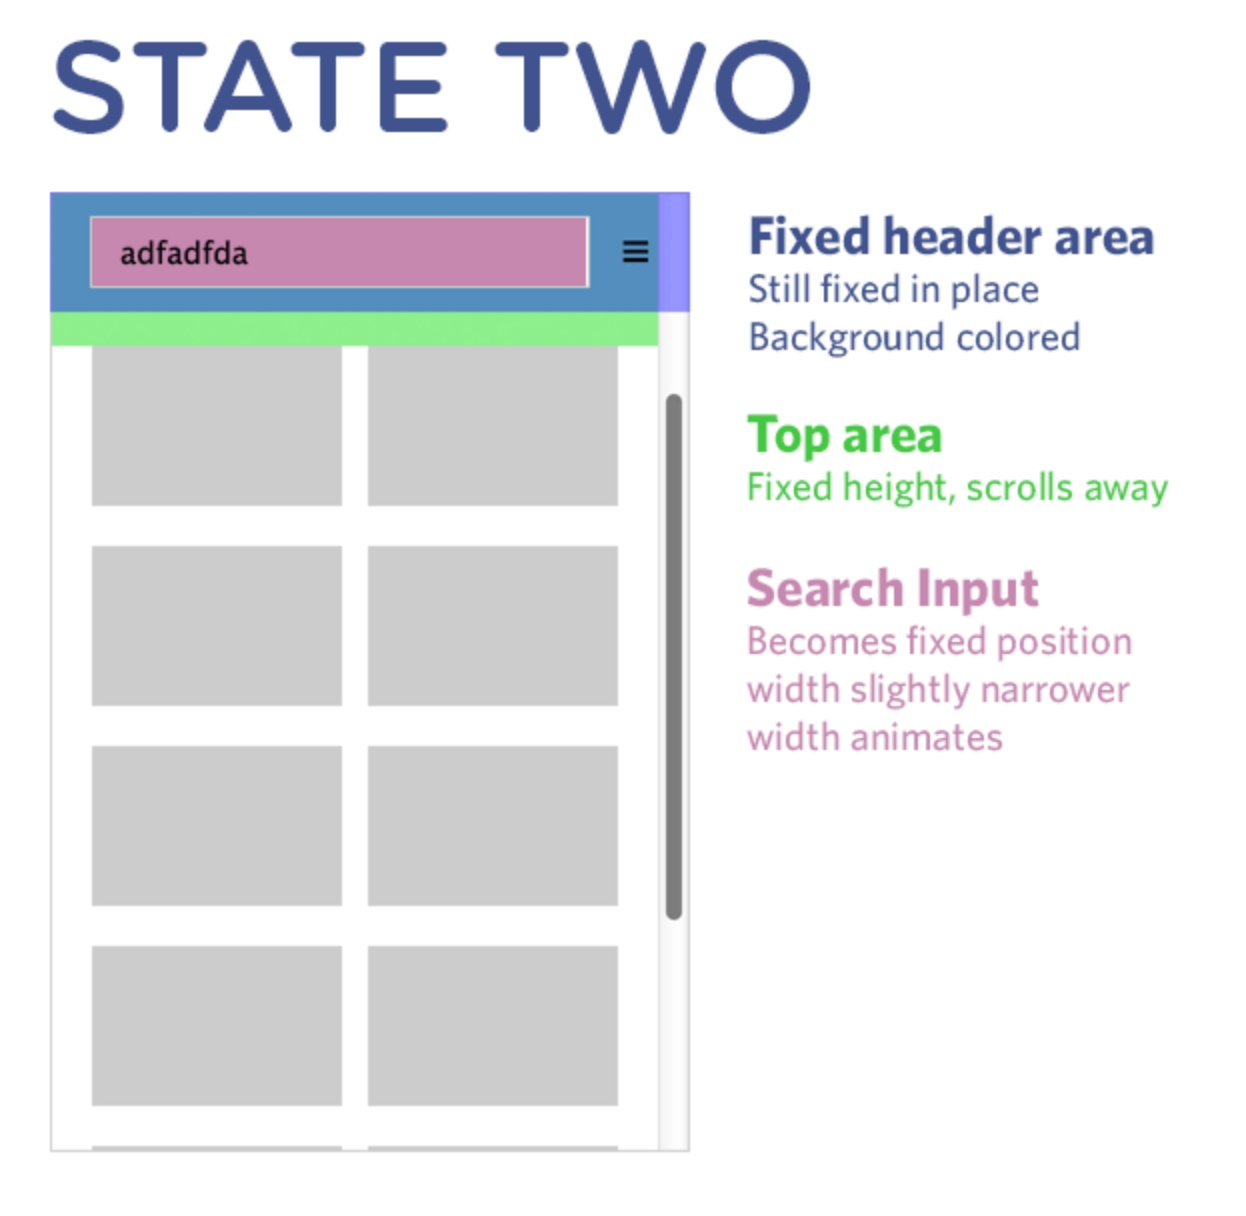 STATE TWO
adfadfda
Fixed header area
Still fixed in place
Background colored
Top area
Fixed height, scrolls away
Search Input
Becomes fixed position
width slightly narrower
width animates